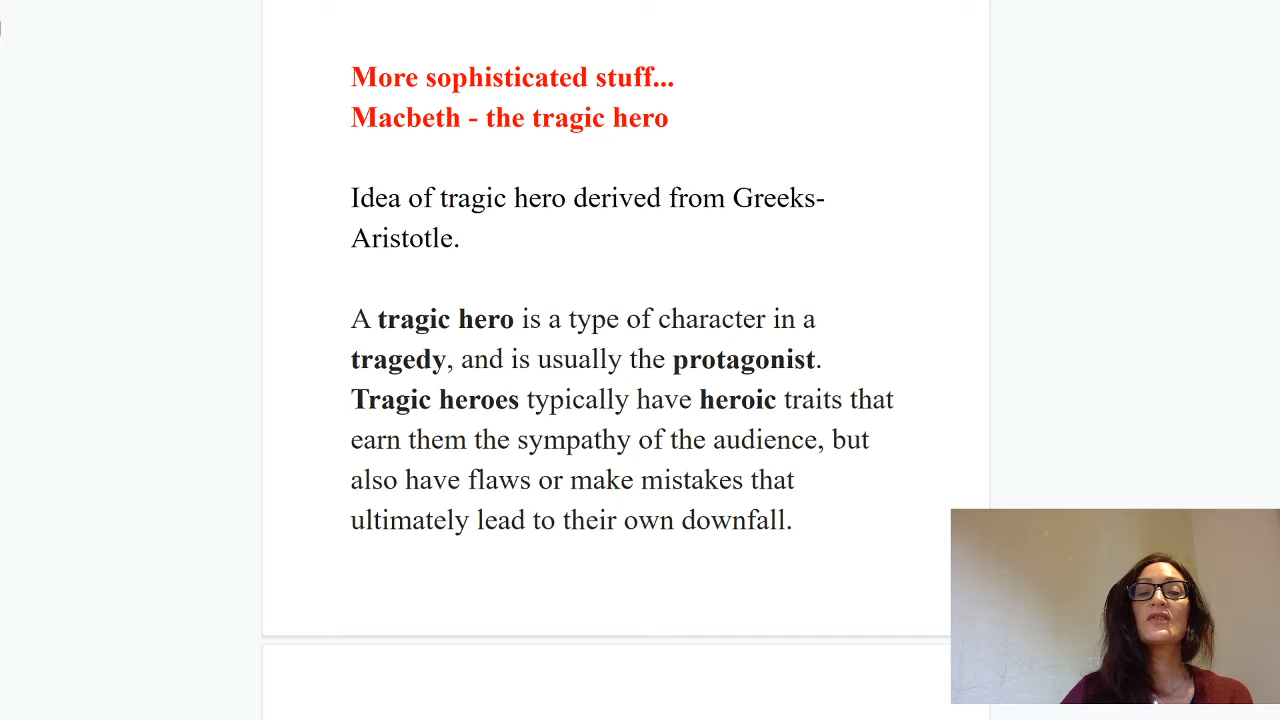 More sophisticated stuff...
Macbeth - the tragic hero
Idea of tragic hero derived from Greeks-
Aristotle.
A tragic hero is a type of character in a
tragedy, and is usually the protagonist.
Tragic heroes typically have heroic traits that
earn them the sympathy of the audience, but
also have flaws or make mistakes that
ultimately lead to their own downfall.